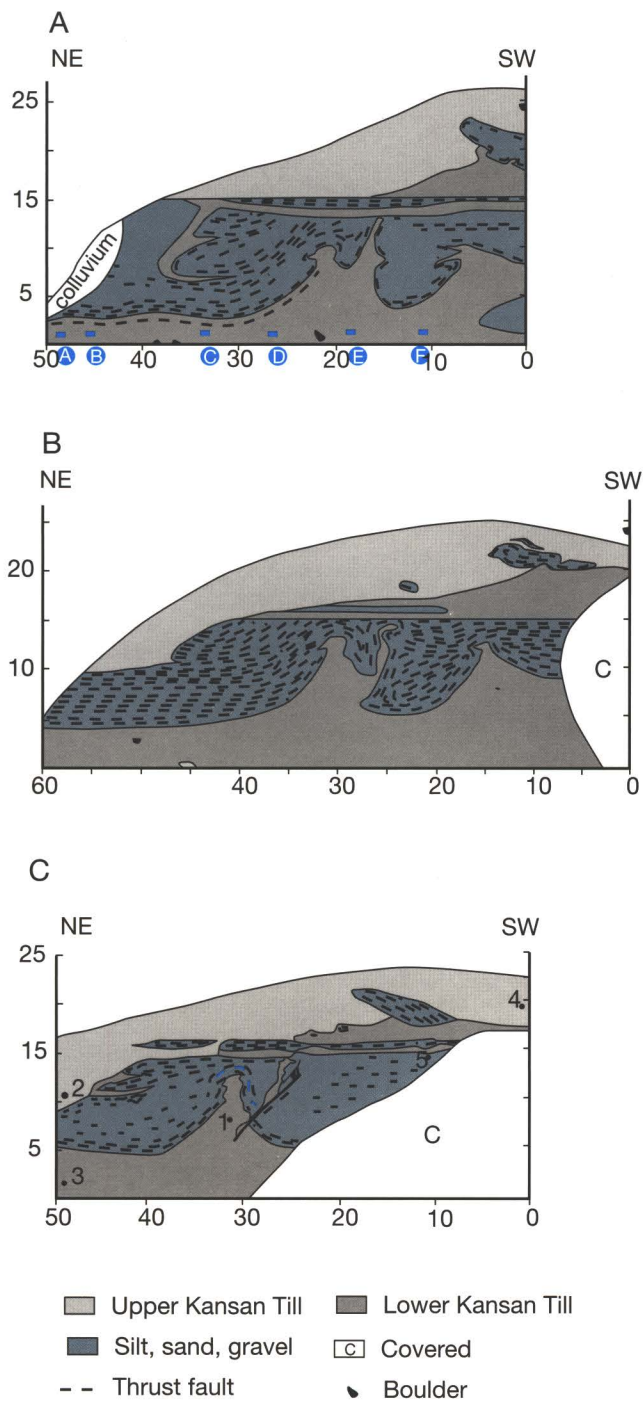 A
NE SW
25
15
colluvium
5
50 40 30 20 10 0
A B C D E F
B
NE SW
20
10
C
60 50 40 30 20 10 0
C
NE SW
25
15
5
2
3
1
4
5
C
50 40 30 20 10 0
Upper Kansan Till Lower Kansan Till
Silt, sand, gravel C Covered
Thrust fault Boulder